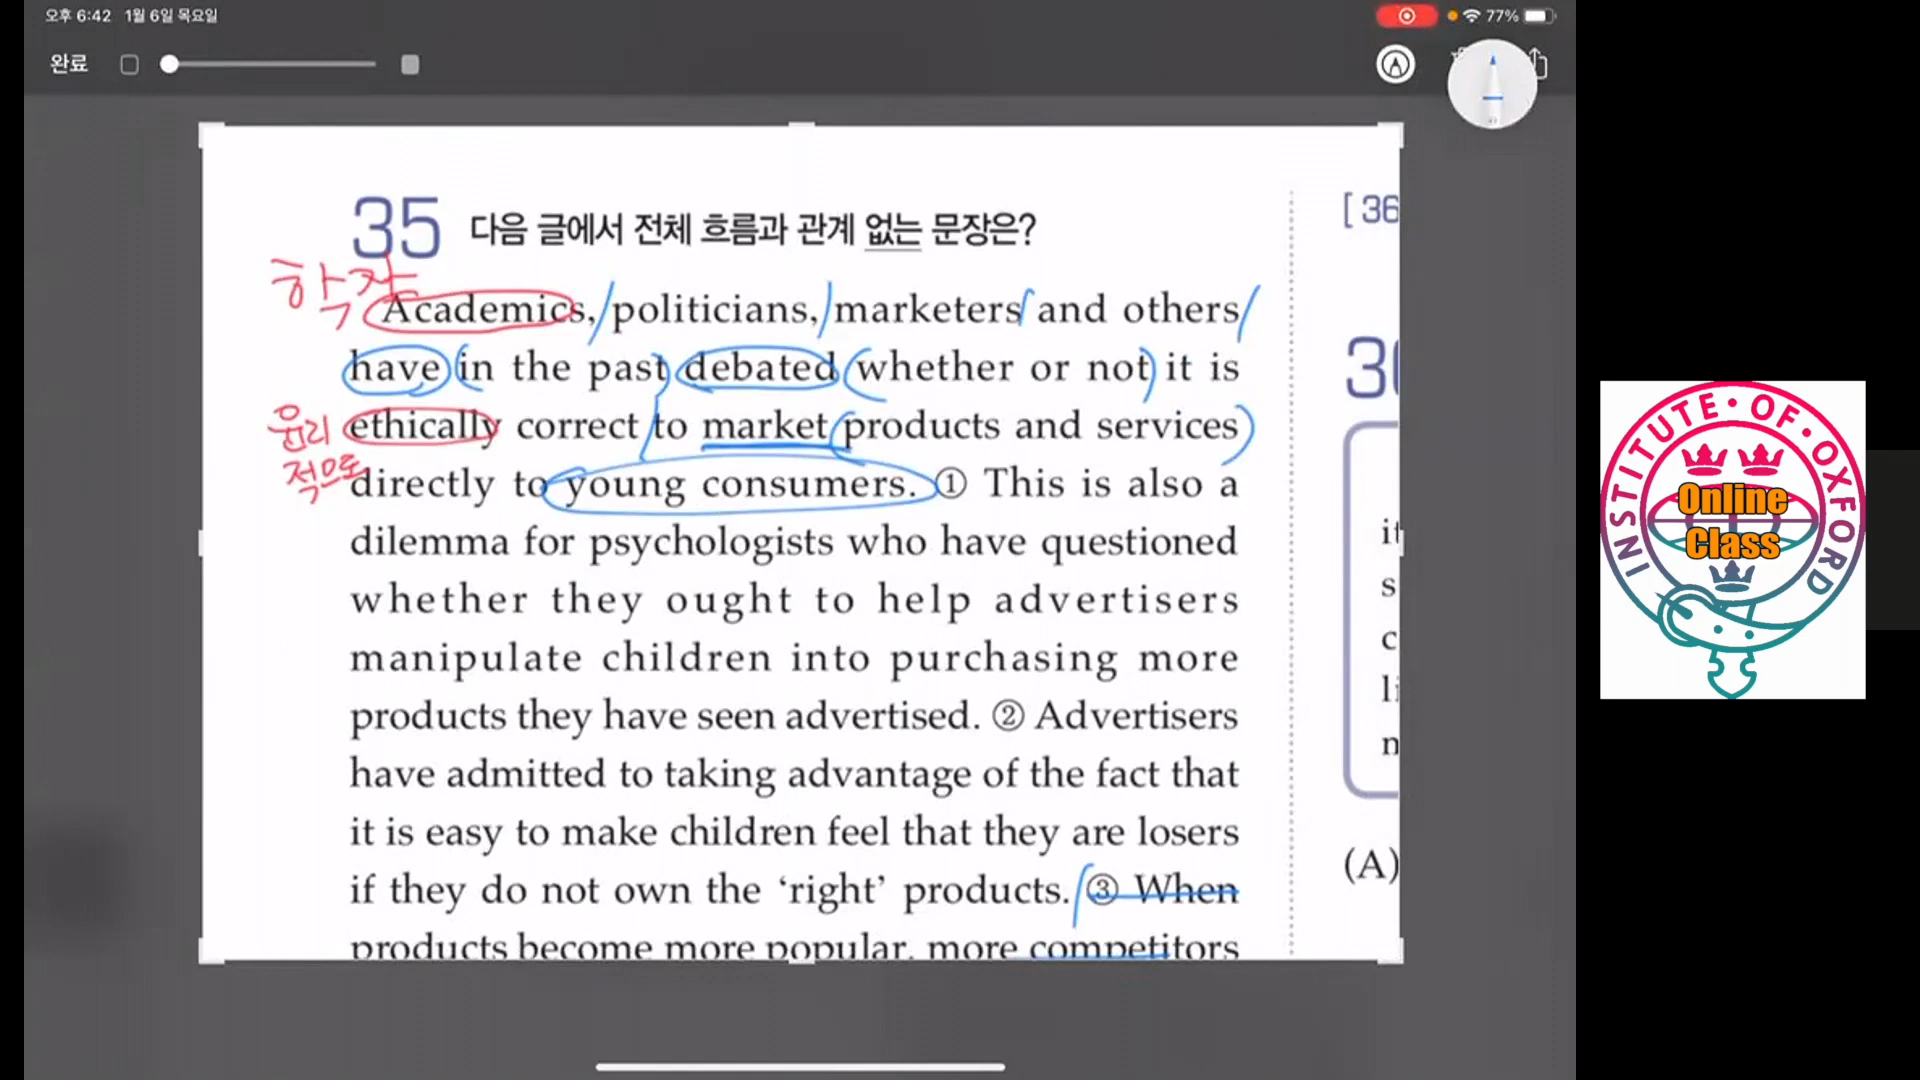 오후 6:42 1월 6일 목요일
77%
완료
35 다음 글에서 전체 흐름과 관계 없는 문장은?
학자
Academics, politicians, marketers and others
have in the past debated whether or not it is
윤리 ethically correct to market products and services
적으로 directly to young consumers. ① This is also a
dilemma for psychologists who have questioned
whether they ought to help advertisers
manipulate children into purchasing more
products they have seen advertised. ② Advertisers
have admitted to taking advantage of the fact that
it is easy to make children feel that they are losers
if they do not own the ‘right’ products. ③ When
products become more popular, more competitors
[ 36
it
s
c
(A)
INSTITUTE · OF · OXFORD
Online
Class